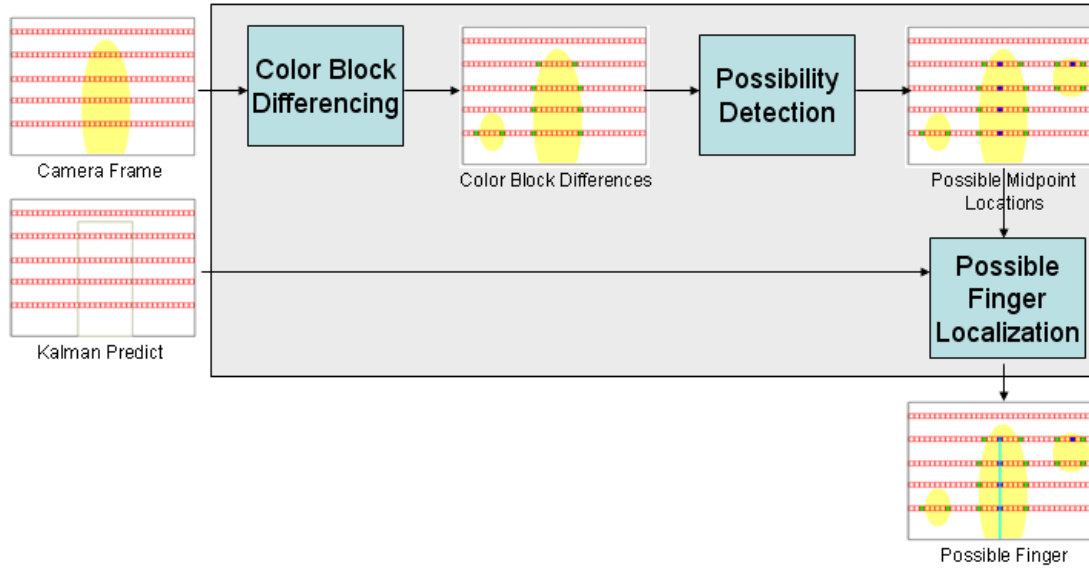 Color Block
Differencing
Possibility
Detection
Camera Frame
Color Block Differences
Possible Midpoint
Locations
Possible
Finger
Localization
Kalman Predict
Possible Finger